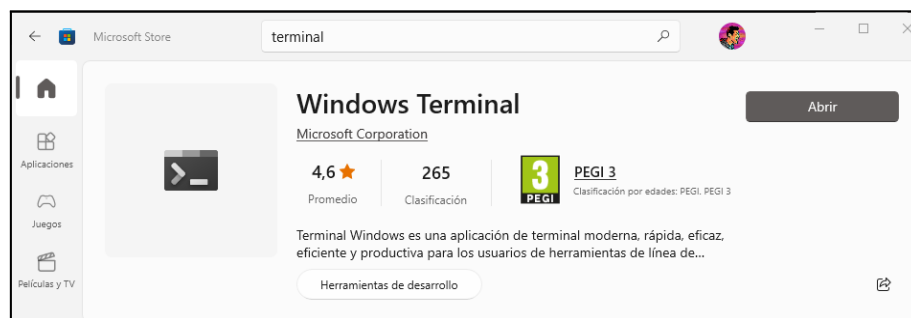 Microsoft Store
terminal
Windows Terminal
Abrir
Microsoft Corporation
4,6
265
3
PEGI
PEGI 3
Clasificación por edades: PEGI. PEGI 3
Promedio
Clasificación
Terminal Windows es una aplicación de terminal moderna, rápida, eficaz,
eficiente y productiva para los usuarios de herramientas de línea de...
Herramientas de desarrollo
Aplicaciones
Juegos
Películas y TV